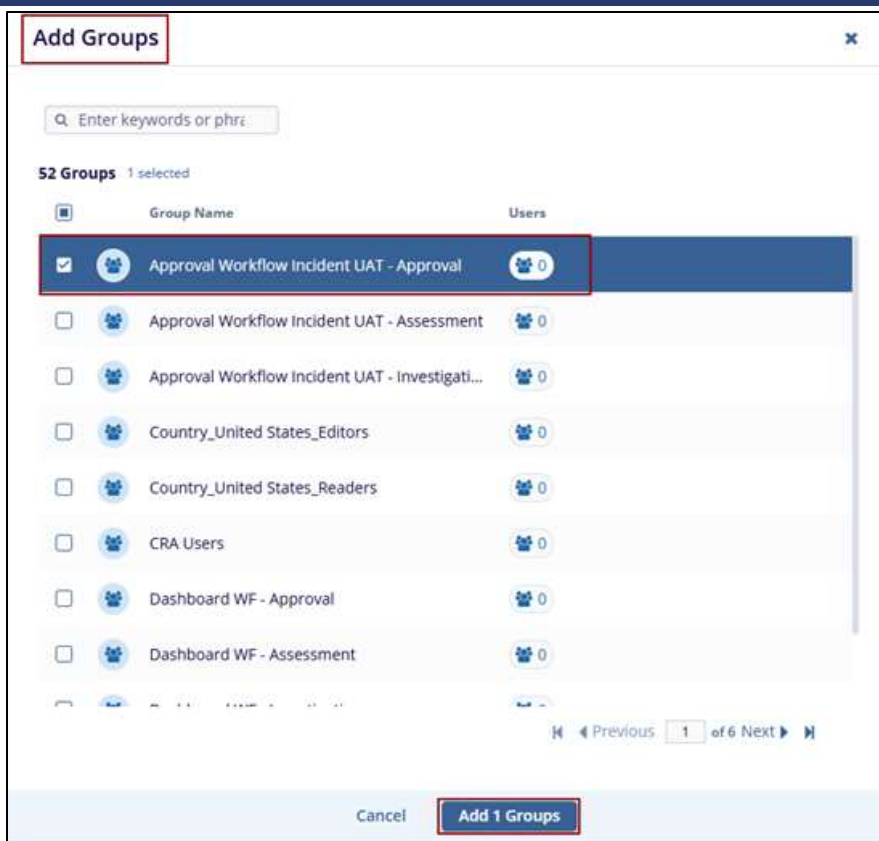 Add Groups
Enter keywords or phra
52 Groups 1 selected
Group Name Users
Approval Workflow Incident UAT - Approval 0
Approval Workflow Incident UAT - Assessment 0
Approval Workflow Incident UAT - Investigati... 0
Country_United States_Editors 0
Country_United States_Readers 0
CRA Users 0
Dashboard WF - Approval 0
Dashboard WF - Assessment 0
Previous 1 of 6 Next
Cancel Add 1 Groups